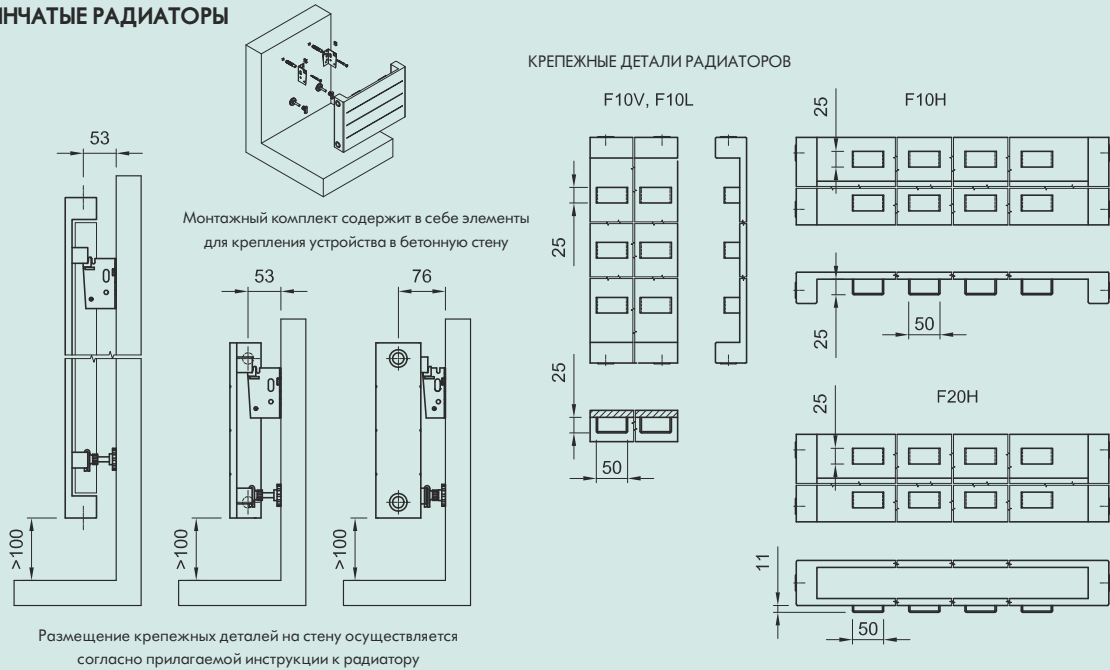 РАДИАТОРЫ
КРЕПЕЖНЫЕ ДЕТАЛИ РАДИАТОРОВ
F10V, F10L
F10H
25
53
Монтажный комплект содержит в себе элементы
для крепления устройства в бетонную стену
25
53
76
50
25
25
F20H
25
50
>100
>100
>100
11
50
Размещение крепежных деталей на стену осуществляется
согласно прилагаемой инструкции к радиатору